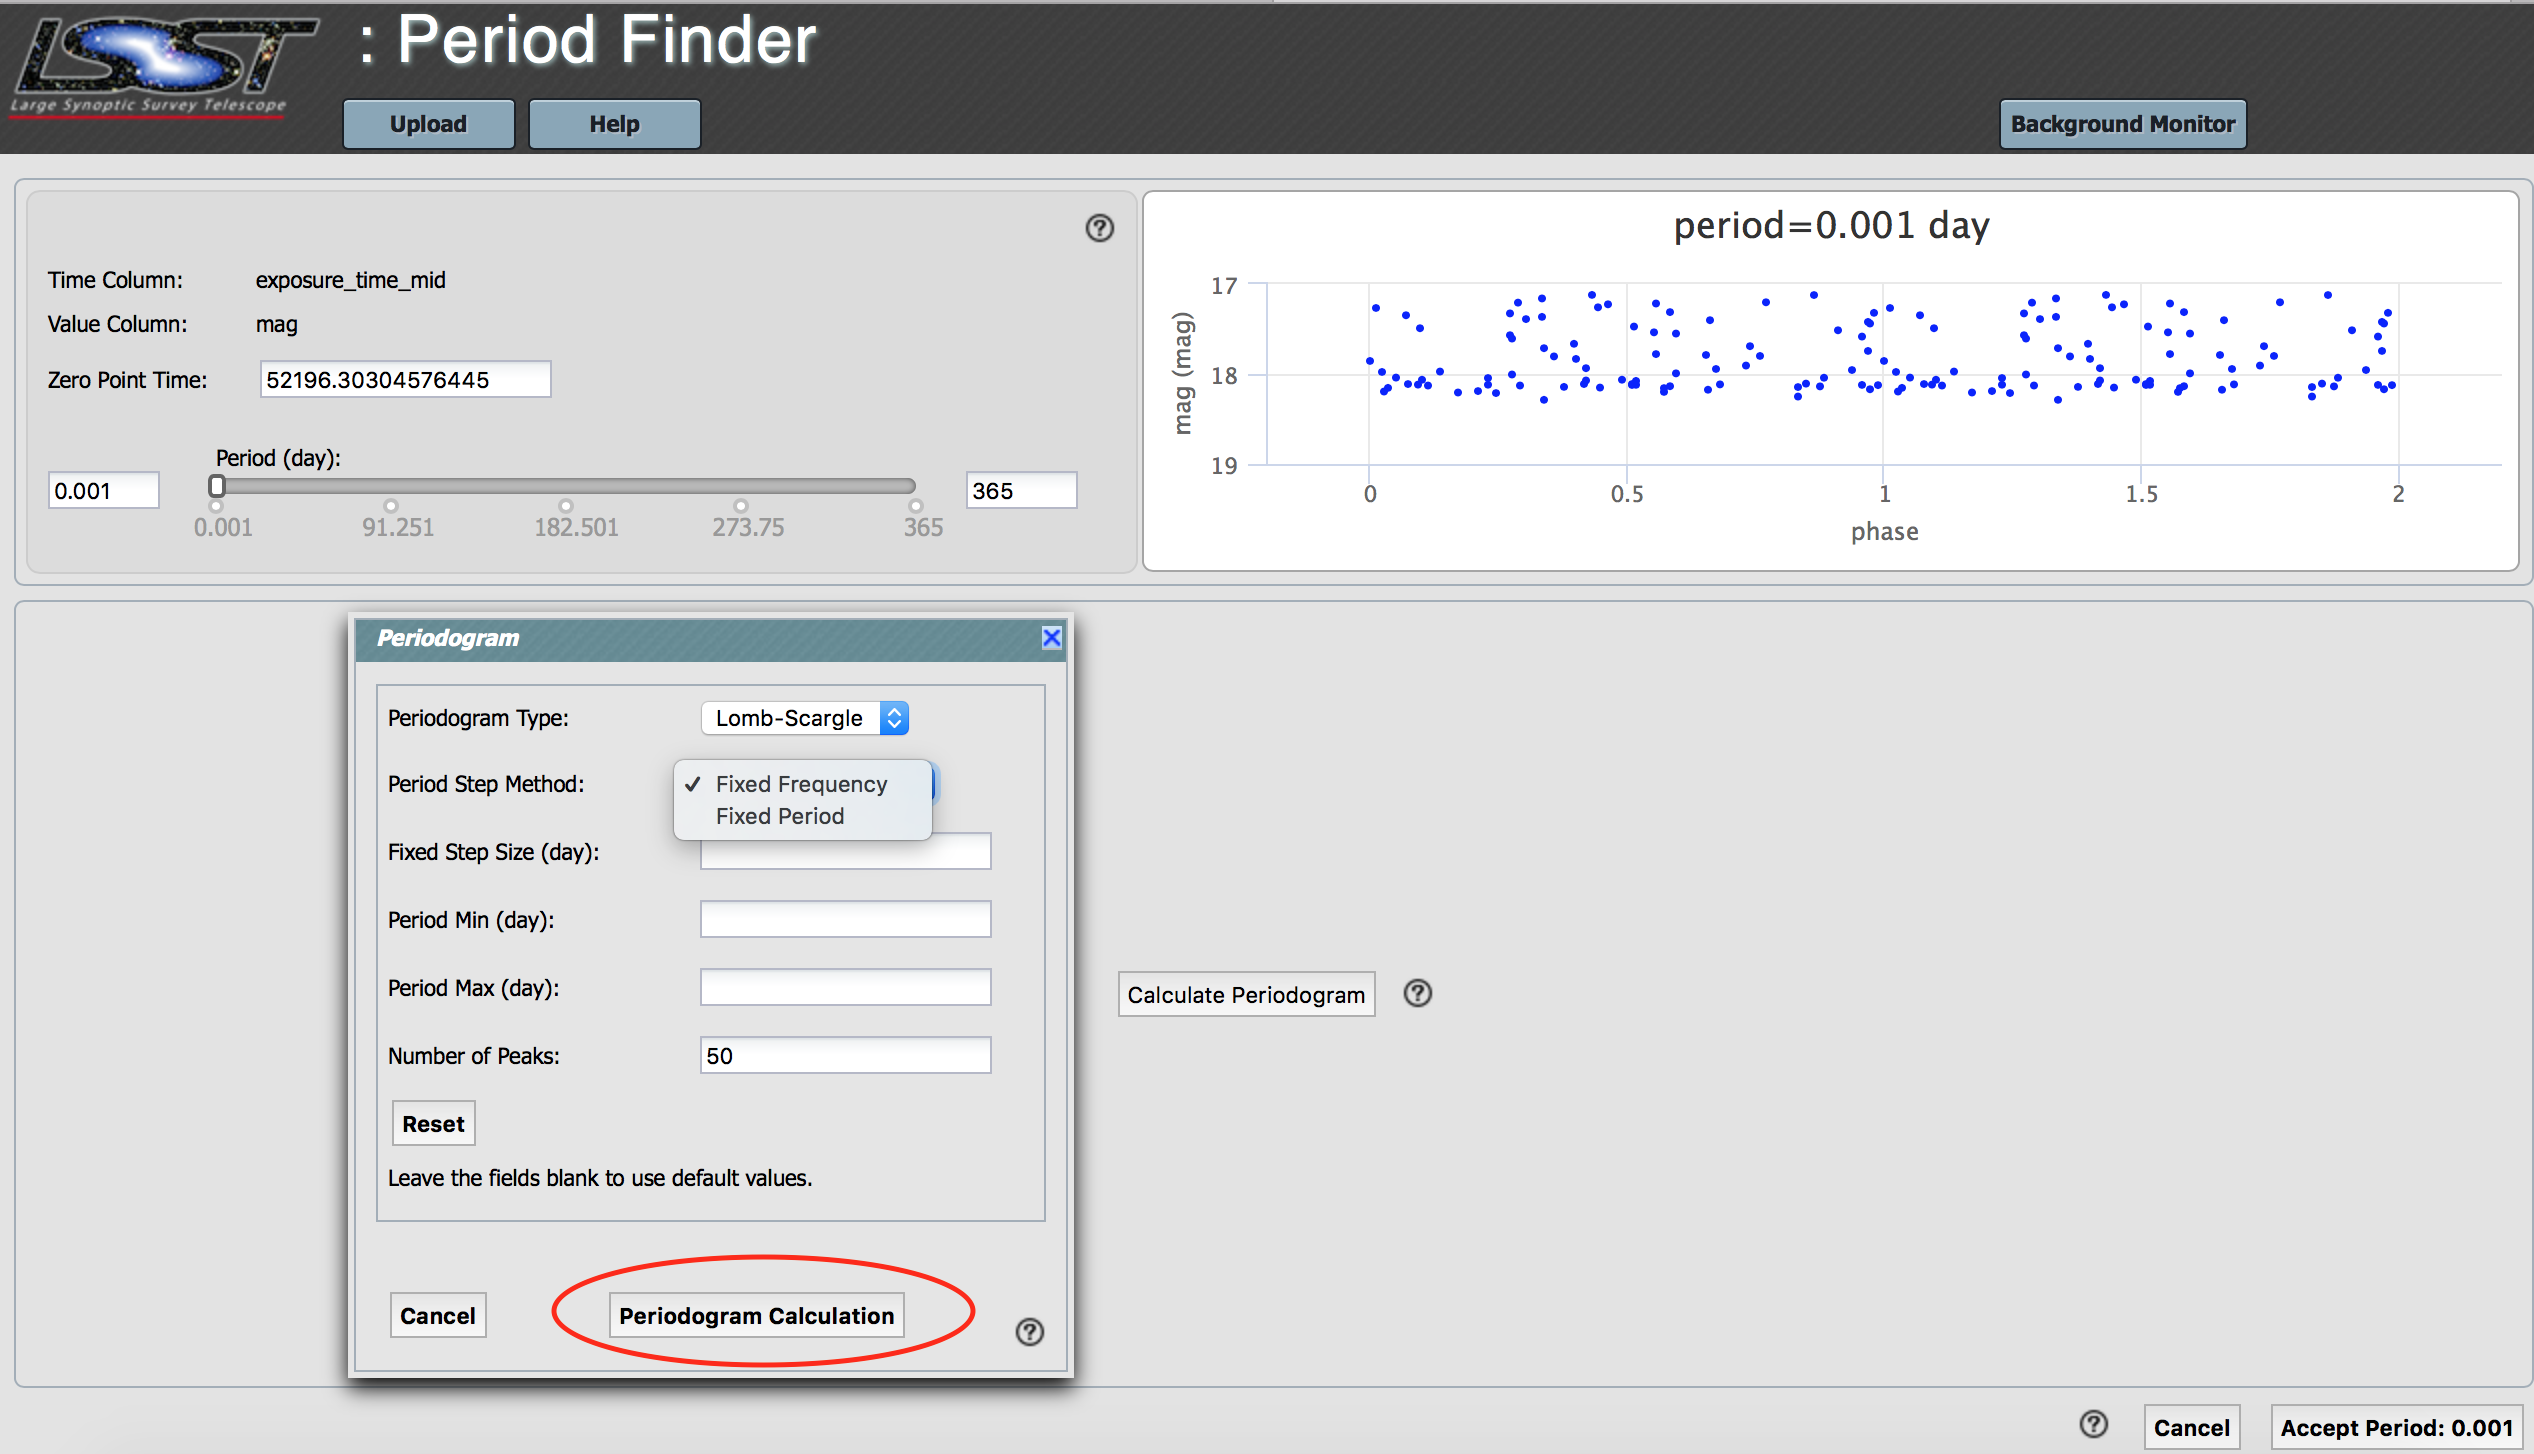 LSST
Large Synoptic Survey Telescope
: Period Finder
Upload
Help
Background Monitor
Time Column: exposure_time_mid
Value Column: mag
Zero Point Time: 52196.30304576445
Period (day):
0.001
365
0.001 91.251 182.501 273.75 365
period=0.001 day
17
18
19
mag (mag)
0 0.5 1 1.5 2
phase
Periodogram
Periodogram Type: Lomb-Scargle
Period Step Method: ✓ Fixed Frequency
Fixed Period
Fixed Step Size (day):
Period Min (day):
Period Max (day):
Number of Peaks: 50
Reset
Leave the fields blank to use default values.
Cancel
Periodogram Calculation
?
Calculate Periodogram
?
?
?
Cancel
Accept Period: 0.001